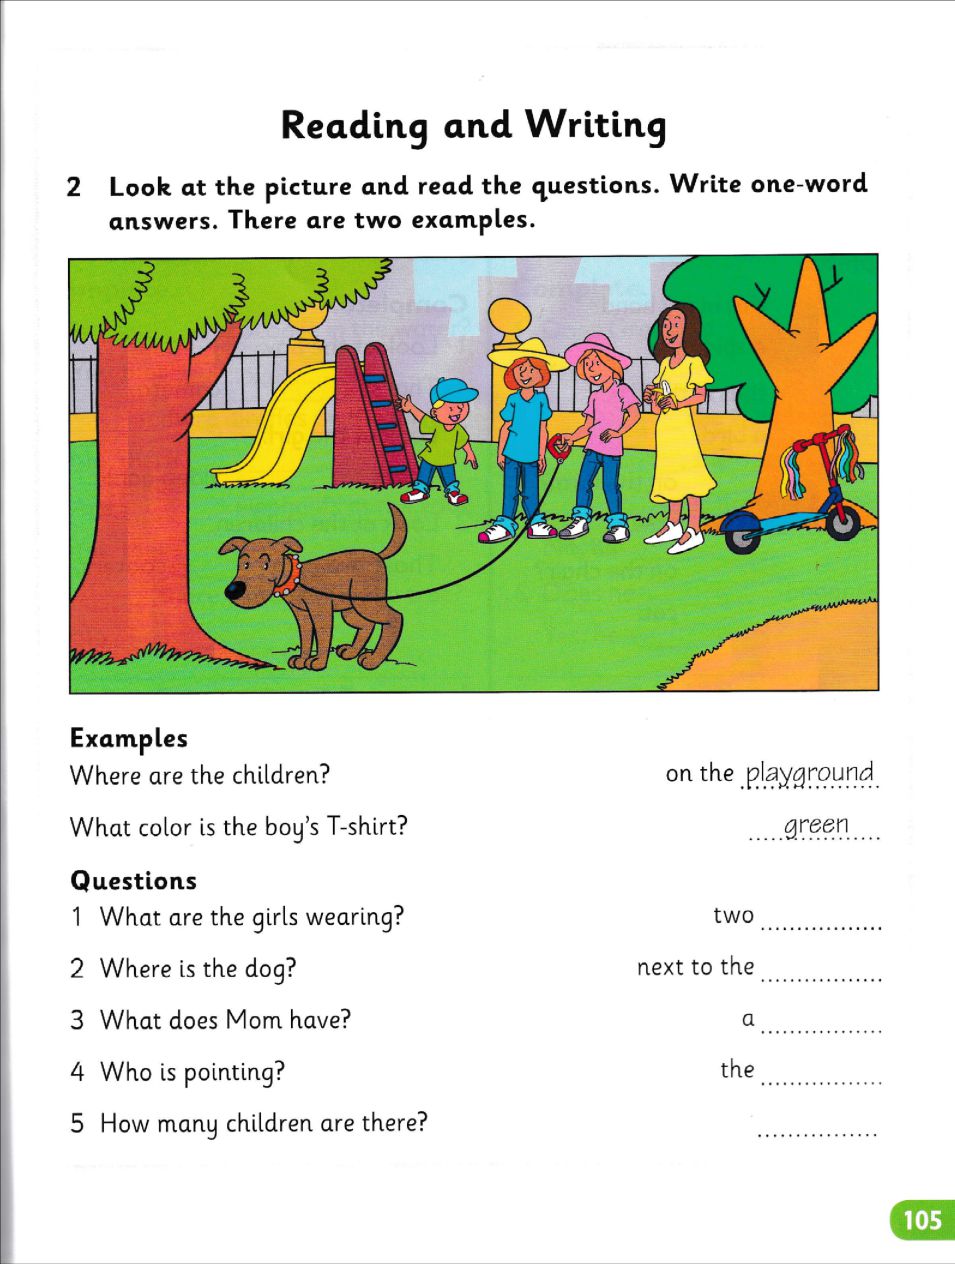 Reading and Writing
2 Look at the picture and read the questions. Write one-word
answers. There are two examples.
Examples
Where are the children? on the playground
What color is the boy's T-shirt? green
Questions
1 What are the girls wearing? two
2 Where is the dog? next to the
3 What does Mom have? a
4 Who is pointing? the
5 How many children are there?
105